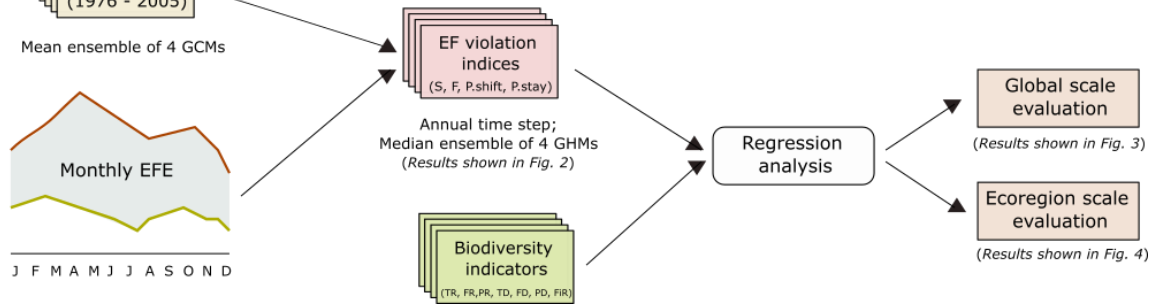 (1976 - 2005)
Mean ensemble of 4 GCMs
Monthly EFE
J F M A M J J A S O N D
EF violation
indices
(S, F, P.shift, P.stay)
Annual time step;
Median ensemble of 4 GHMs
(Results shown in Fig. 2)
Biodiversity
indicators
(TR, FR,PR, TD, FD, PD, FiR)
Regression
analysis
Global scale
evaluation
(Results shown in Fig. 3)
Ecoregion scale
evaluation
(Results shown in Fig. 4)